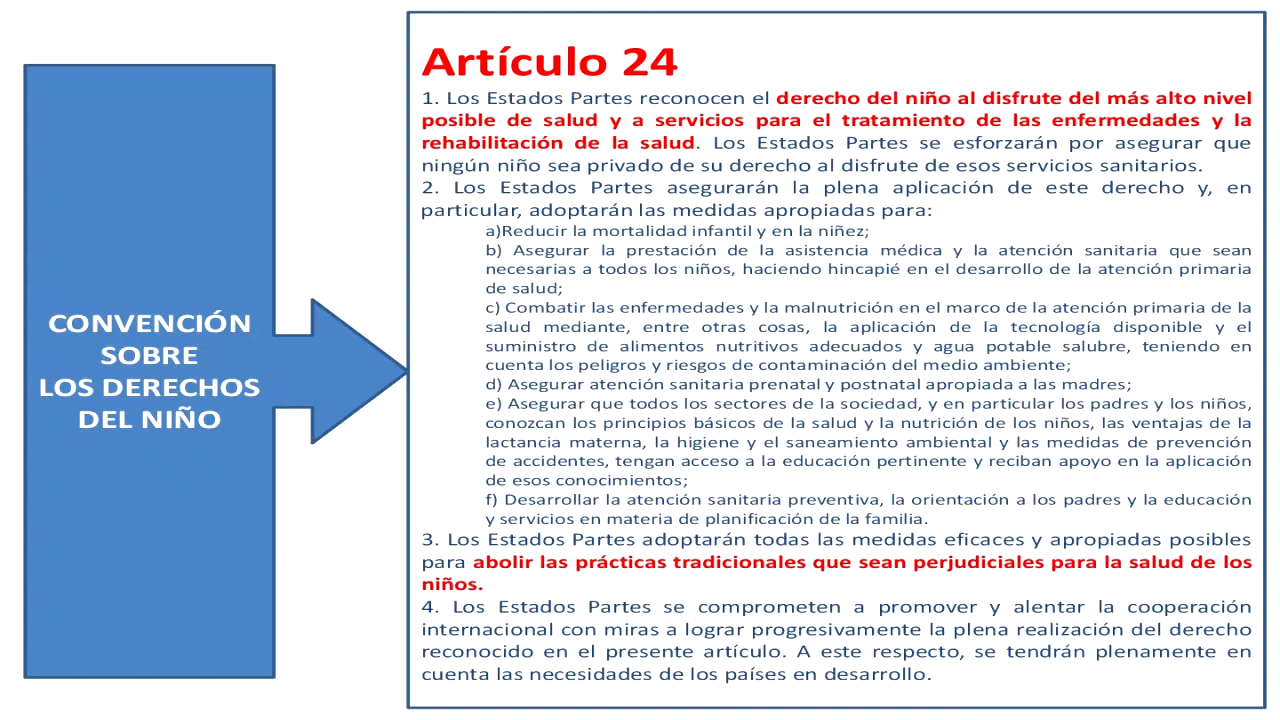 CONVENCIÓN
SOBRE
LOS DERECHOS
DEL NIÑO
Artículo 24
1. Los Estados Partes reconocen el derecho del niño al disfrute del más alto nivel
posible de salud y a servicios para el tratamiento de las enfermedades y la
rehabilitación de la salud. Los Estados Partes se esforzarán por asegurar que
ningún niño sea privado de su derecho al disfrute de esos servicios sanitarios.
2. Los Estados Partes asegurarán la plena aplicación de este derecho y, en
particular, adoptarán las medidas apropiadas para:
a)Reducir la mortalidad infantil y en la niñez;
b) Asegurar la prestación de la asistencia médica y la atención sanitaria que sean
necesarias a todos los niños, haciendo hincapié en el desarrollo de la atención primaria
de salud;
c) Combatir las enfermedades y la malnutrición en el marco de la atención primaria de la
salud mediante, entre otras cosas, la aplicación de la tecnología disponible y el
suministro de alimentos nutritivos adecuados y agua potable salubre, teniendo en
cuenta los peligros y riesgos de contaminación del medio ambiente;
d) Asegurar atención sanitaria prenatal y postnatal apropiada a las madres;
e) Asegurar que todos los sectores de la sociedad, y en particular los padres y los niños,
conozcan los principios básicos de la salud y la nutrición de los niños, las ventajas de la
lactancia materna, la higiene y el saneamiento ambiental y las medidas de prevención
de accidentes, tengan acceso a la educación pertinente y reciban apoyo en la aplicación
de esos conocimientos;
f) Desarrollar la atención sanitaria preventiva, la orientación a los padres y la educación
y servicios en materia de planificación de la familia.
3. Los Estados Partes adoptarán todas las medidas eficaces y apropiadas posibles
para abolir las prácticas tradicionales que sean perjudiciales para la salud de los
niños.
4. Los Estados Partes se comprometen a promover y alentar la cooperación
internacional con miras a lograr progresivamente la plena realización del derecho
reconocido en el presente artículo. A este respecto, se tendrán plenamente en
cuenta las necesidades de los países en desarrollo.